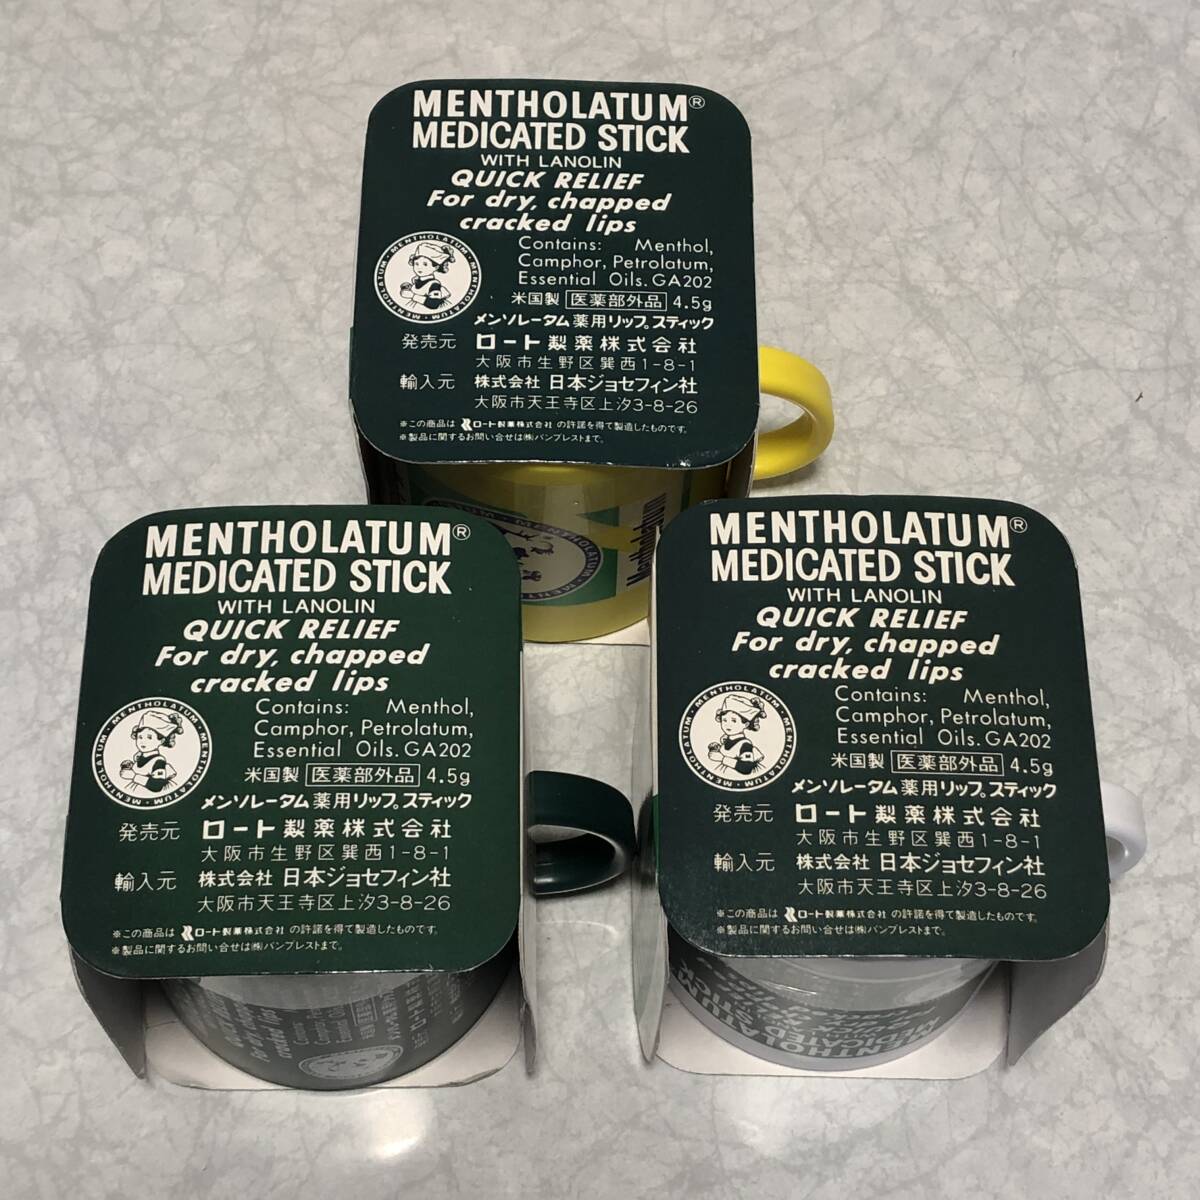 MENTHOLATUM®
MEDICATED STICK
WITH LANOLIN
QUICK RELIEF
For dry, chapped
cracked lips
MENTHOLATUM · MENTHOLATUM · MENTHOLATUM
Contains: Menthol,
Camphor, Petrolatum,
Essential Oils. GA202
米国製 医薬部外品 4.5g
メンソレータム薬用リップスティック
発売元 ロート製薬株式会社
大阪市生野区巽西1-8-1
輸入元 株式会社 日本ジョセフィン社
大阪市天王寺区上汐3-8-26
※この商品は ロート製薬株式会社 の許諾を得て製造したものです。
※製品に関するお問い合せは㈱バンプレストまで。
Mentholatum
MENTHOLATUM
MENTHOLATUM®
MEDICATED STICK
WITH LANOLIN
QUICK RELIEF
For dry, chapped
cracked lips
MENTHOLATUM · MENTHOLATUM · MENTHOLATUM
Contains: Menthol,
Camphor, Petrolatum,
Essential Oils. GA202
米国製 医薬部外品 4.5g
メンソレータム薬用リップスティック
発売元 ロート製薬株式会社
大阪市生野区巽西1-8-1
輸入元 株式会社 日本ジョセフィン社
大阪市天王寺区上汐3-8-26
※この商品は ロート製薬株式会社 の許諾を得て製造したものです。
※製品に関するお問い合せは㈱バンプレストまで。
QUICK RELIEF
For dry, chapped
cracked lips
MENTHOLATUM®
MEDICATED STICK
WITH LANOLIN
QUICK RELIEF
For dry, chapped
cracked lips
MENTHOLATUM · MENTHOLATUM · MENTHOLATUM
Contains: Menthol,
Camphor, Petrolatum,
Essential Oils. GA202
米国製 医薬部外品 4.5g
メンソレータム薬用リップスティック
発売元 ロート製薬株式会社
大阪市生野区巽西1-8-1
輸入元 株式会社 日本ジョセフィン社
大阪市天王寺区上汐3-8-26
※この商品は ロート製薬株式会社 の許諾を得て製造したものです。
※製品に関するお問い合せは㈱バンプレストまで。
MENTHOLATUM
MEDICATED STICK